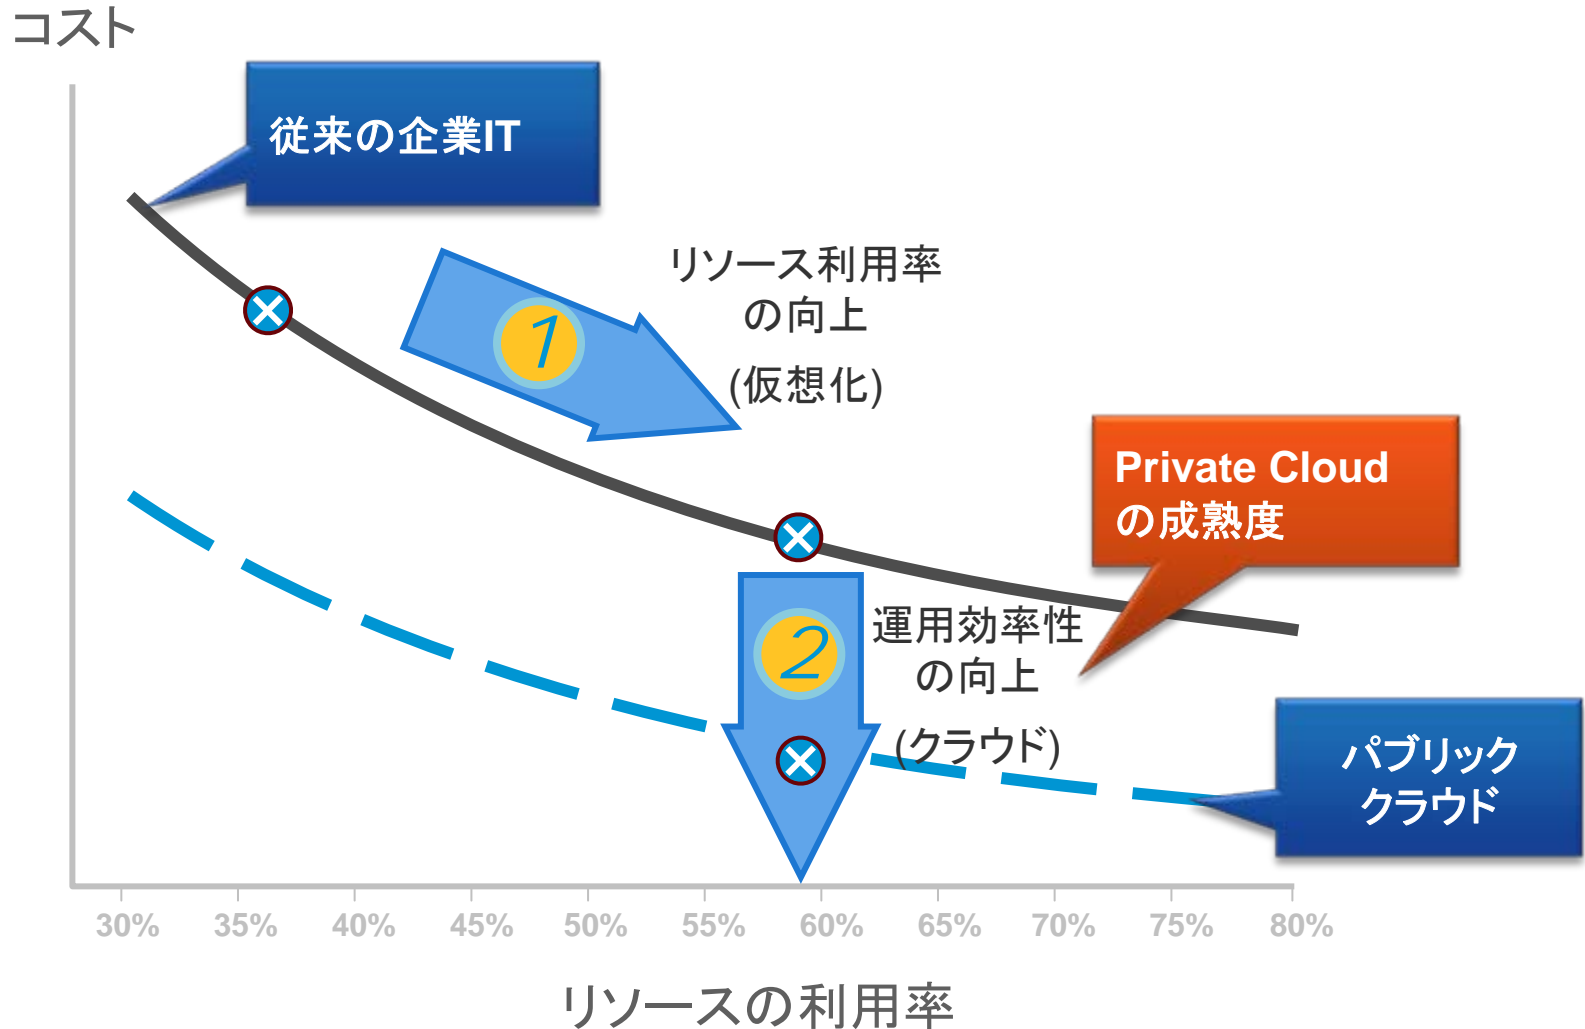 コスト
従来の企業IT
1
リソース利用率
の向上
(仮想化)
Private Cloud
の成熟度
2
運用効率性
の向上
(クラウド)
パブリック
クラウド
30% 35% 40% 45% 50% 55% 60% 65% 70% 75% 80%
リソースの利用率